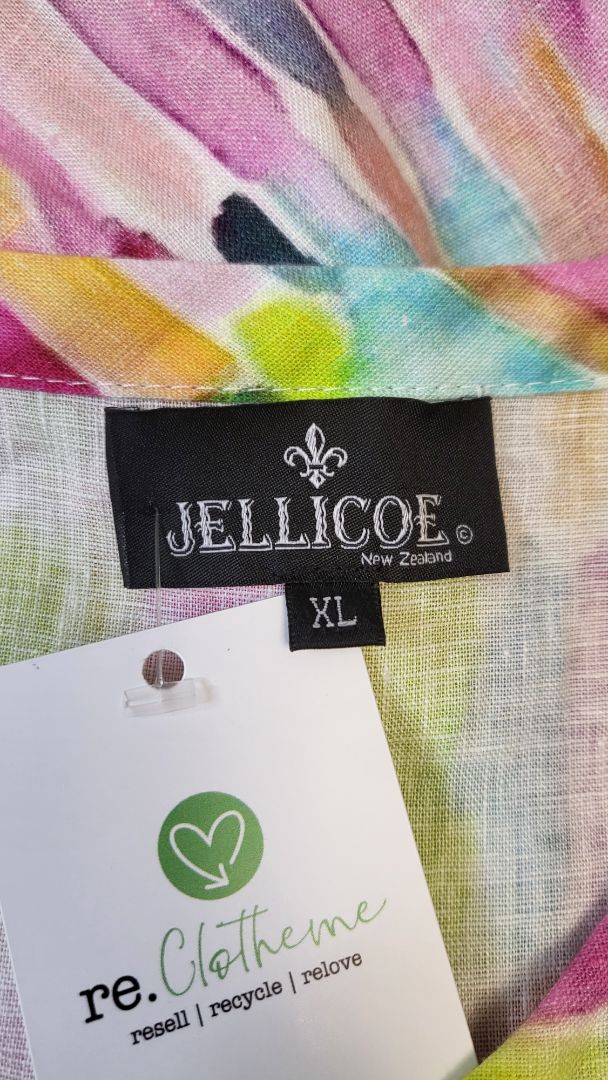 JELLICOE ©
New Zealand
XL
re.Clotheme
resell | recycle | relove